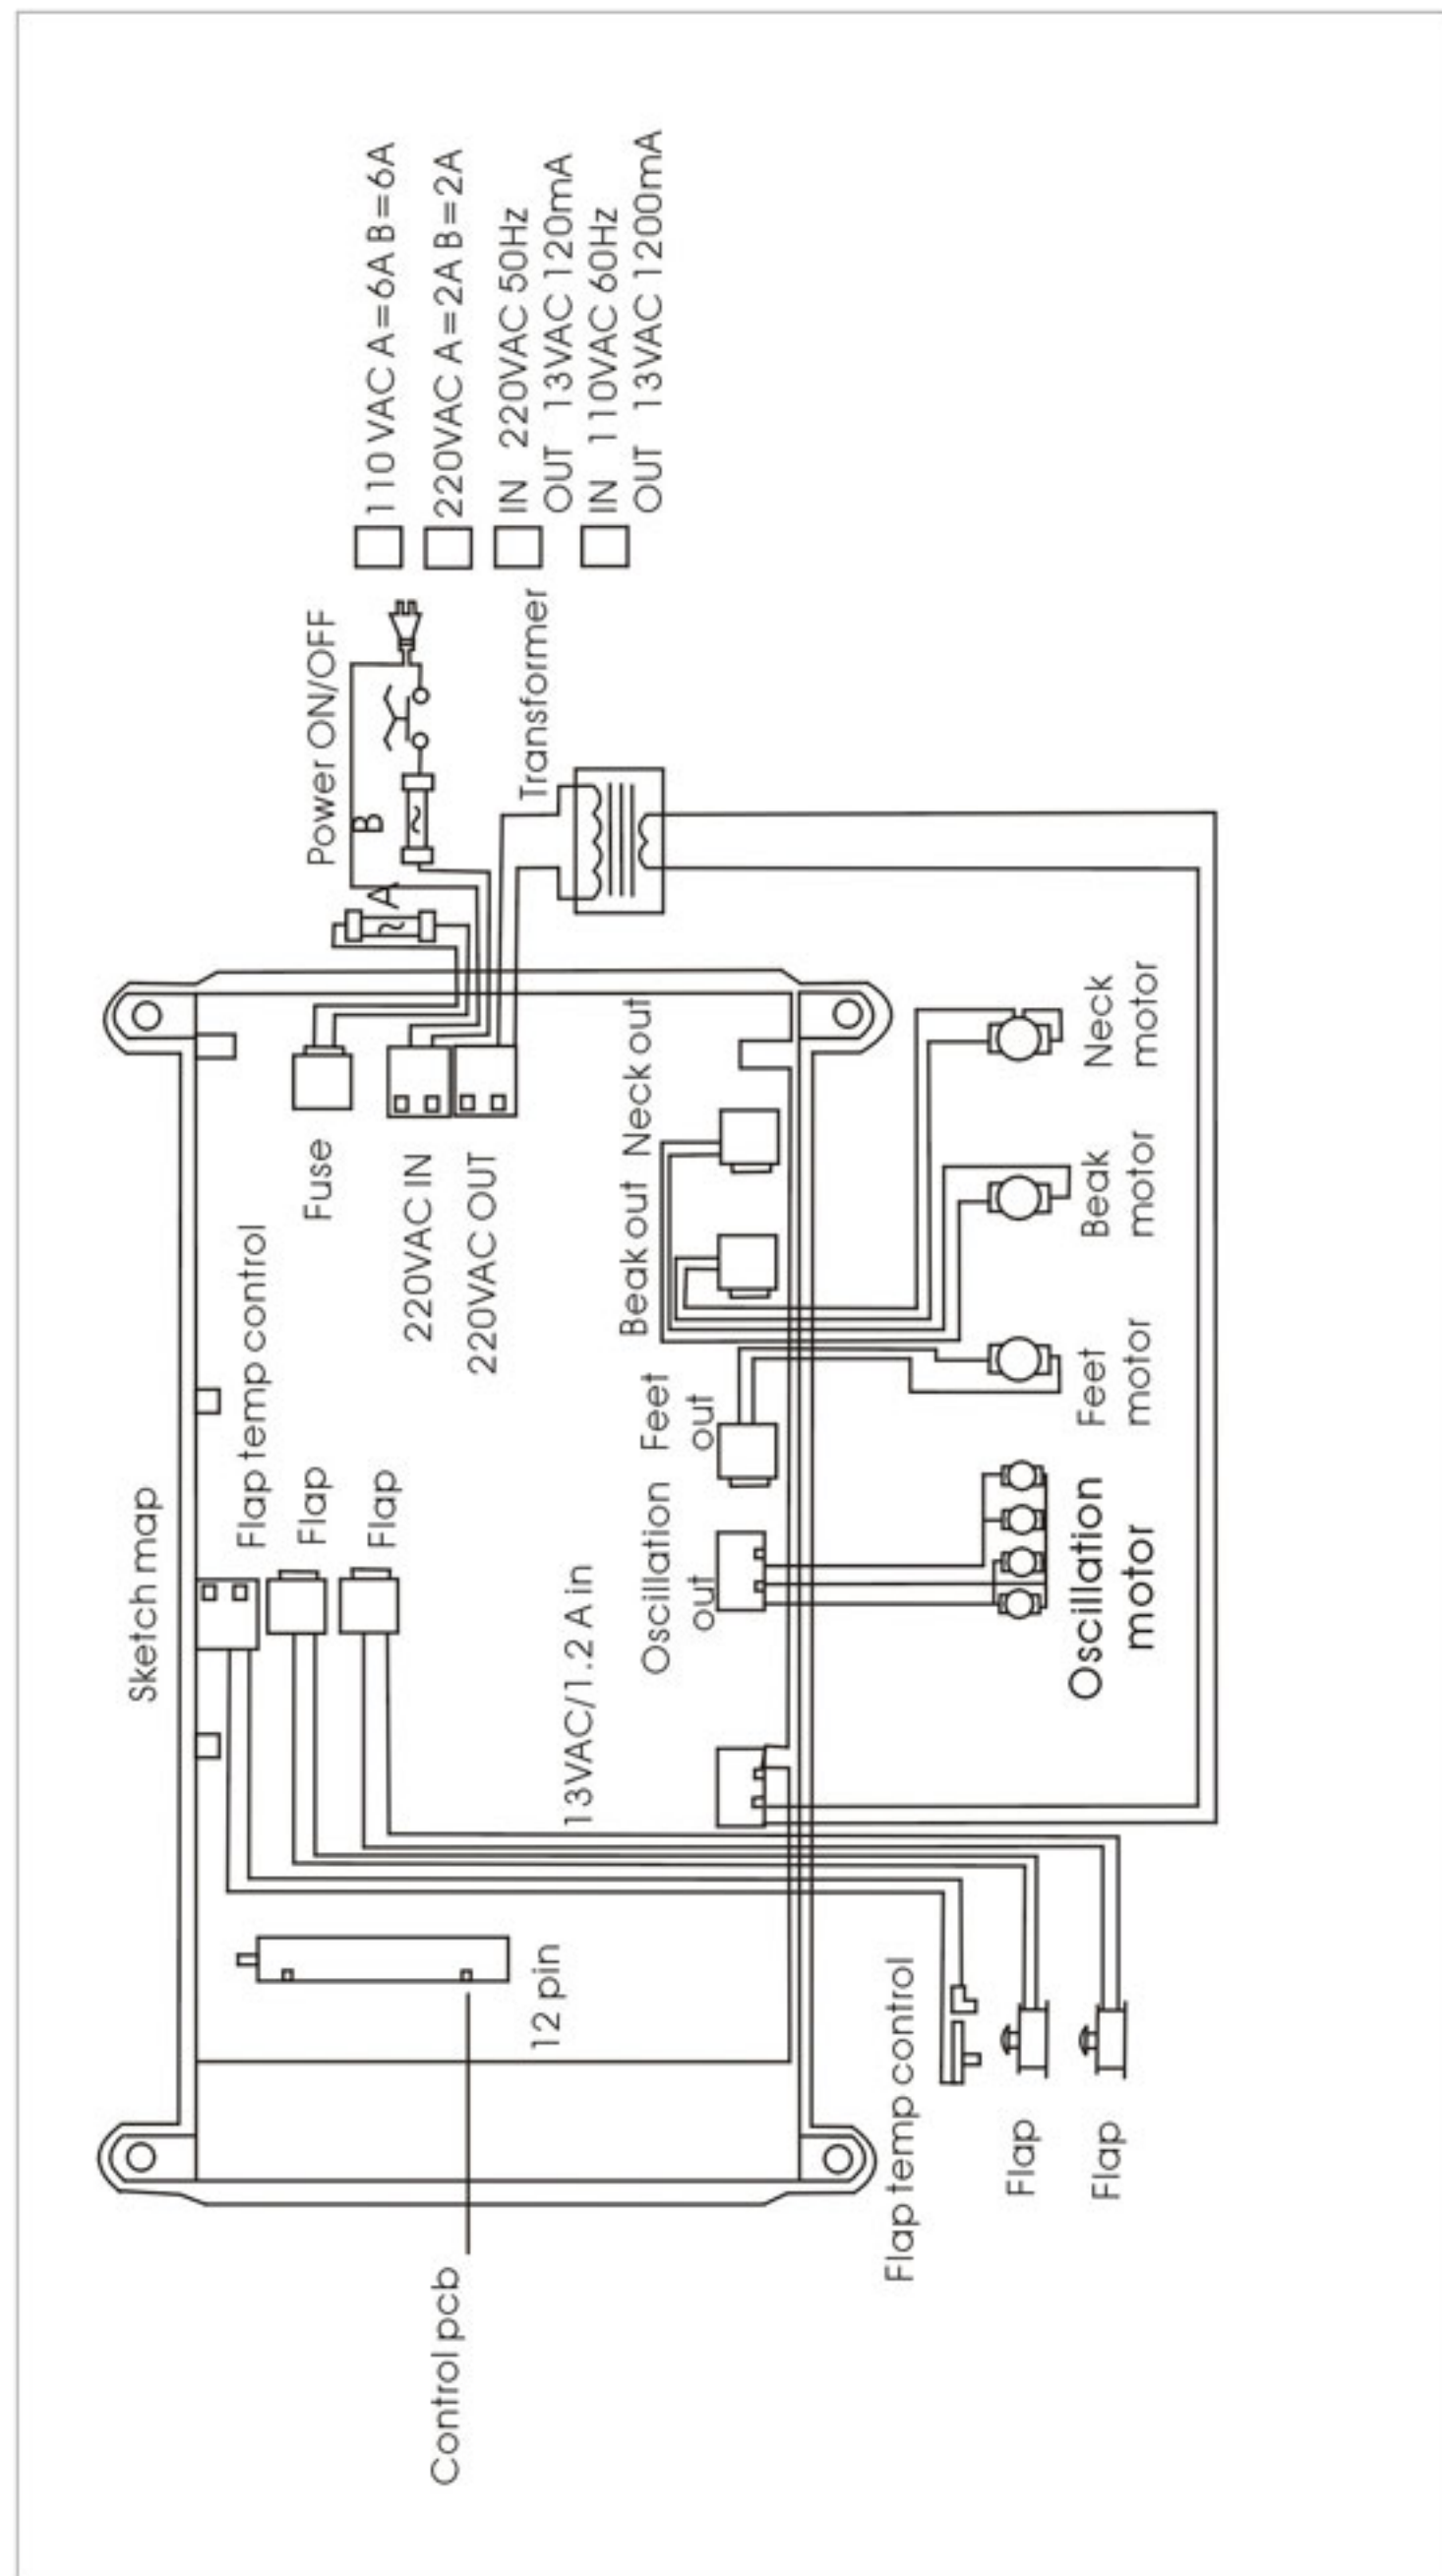 Sketch map
Flap temp control
Flap
Flap
Fuse
220VAC IN
220VAC OUT
Power ON/OFF
A
B
110 VAC A=6A B=6A
220VAC A=2A B=2A
IN 220VAC 50Hz
OUT 13VAC 120mA
IN 110VAC 60Hz
OUT 13VAC 1200mA
Transformer
Control pcb
12 pin
13VAC/1.2 A in
Oscillation
out
Feet
out
Beak out
Neck out
Flap temp control
Flap
Flap
Oscillation
motor
Feet
motor
Beak
motor
Neck
motor